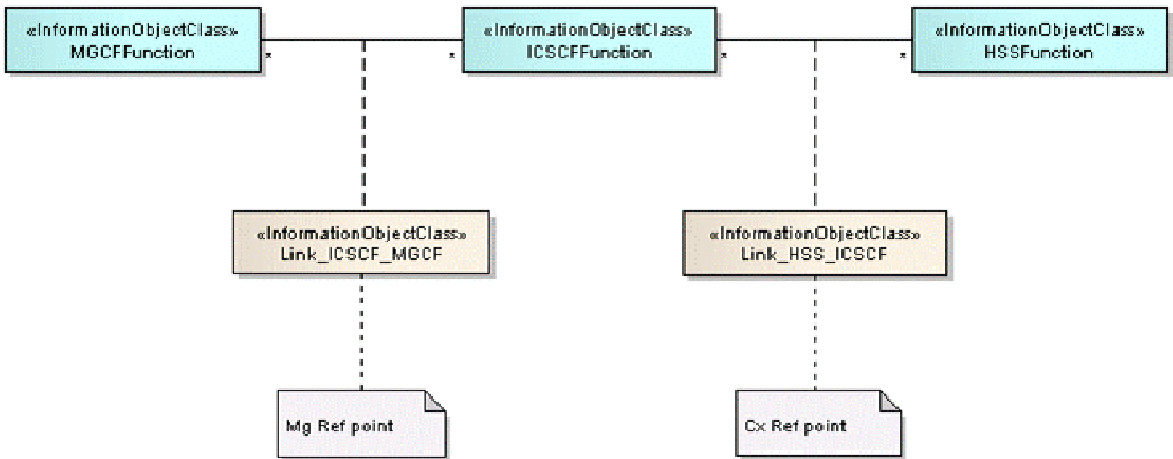 «InformationObjectClass»
MGCFFunction
«InformationObjectClass»
ICSCFFunction
«InformationObjectClass»
HSSFunction
* * * *
«InformationObjectClass»
Link_ICSCF_MGCF
«InformationObjectClass»
Link_HSS_ICSCF
Mg Ref point
Cx Ref point